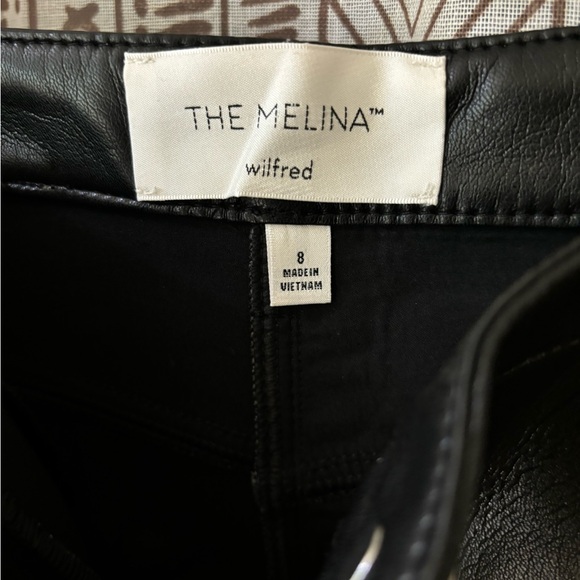 THE MELINA™
wilfred
8
MADE IN
VIETNAM